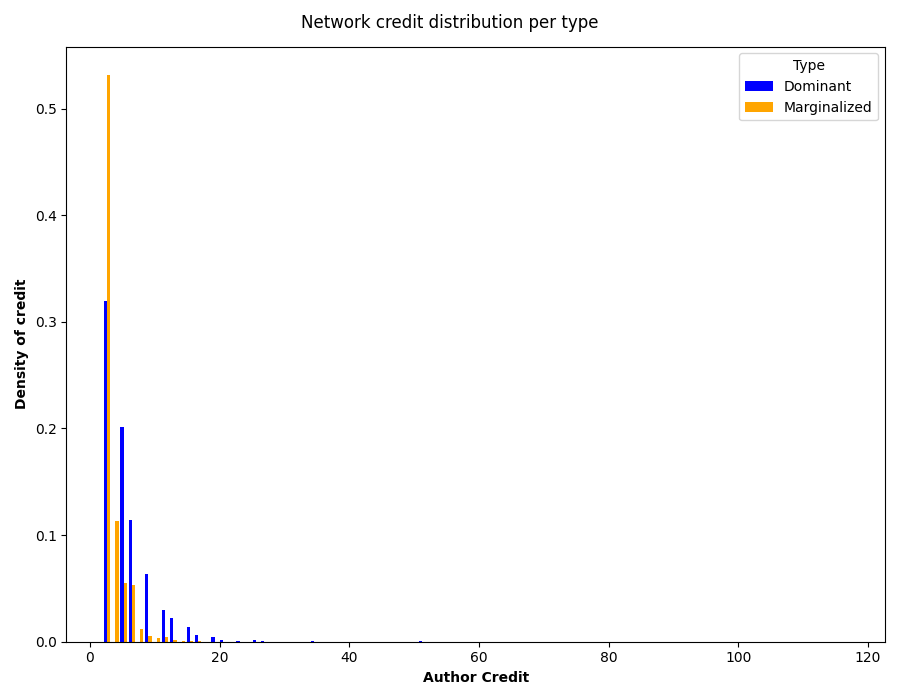 Network credit distribution per type
Type
Dominant
Marginalized
0.5
0.4
0.3
0.2
0.1
0.0
Density of credit
0 20 40 60 80 100 120
Author Credit